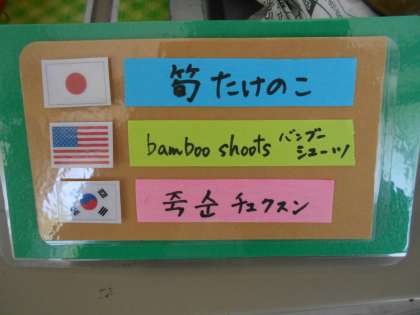 筍 たけのこ
bamboo shoots バンブーシューツ
죽순 チュクスン